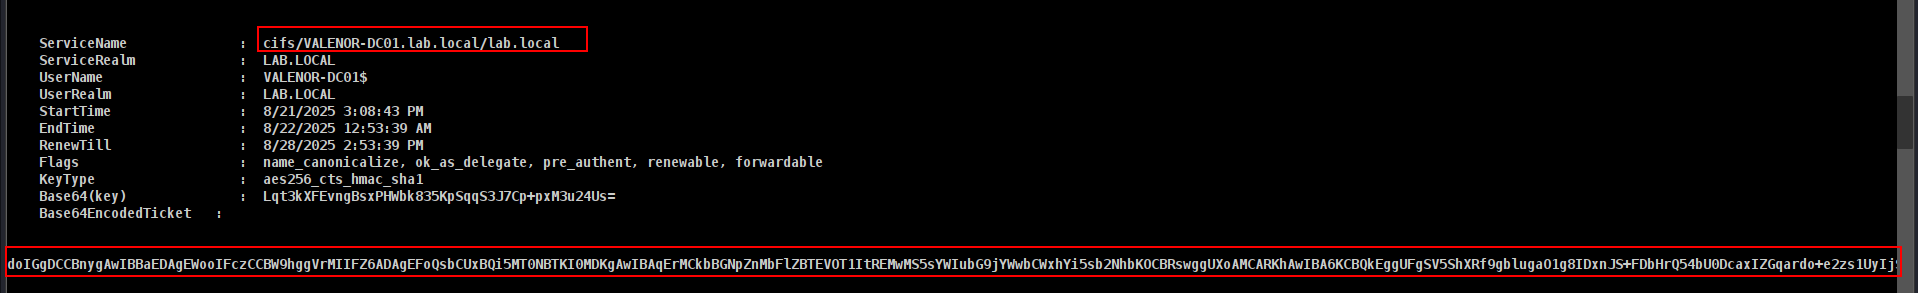 ServiceName : cifs/VALENOR-DC01.lab.local/lab.local
ServiceRealm : LAB.LOCAL
UserName : VALENOR-DC01$
UserRealm : LAB.LOCAL
StartTime : 8/21/2025 3:08:43 PM
EndTime : 8/22/2025 12:53:39 AM
RenewTill : 8/28/2025 2:53:39 PM
Flags : name_canonicalize, ok_as_delegate, pre_authent, renewable, forwardable
KeyType : aes256_cts_hmac_sha1
Base64(key) : Lqt3kXFEvngBsxPHWbk835KpSqqS3J7Cp+pxM3u24Us=
Base64EncodedTicket :
doIGgDCCBnygAwIBBaEDAgEWooIFczCCBW9hggVrMIIFZ6ADAgEFoQsbCUxBQi5MT0NBTKI0MDKgAwIBAqErMCkbBGNpZnMbFlZBTEVOT1ItREMwMS5sYWIubG9jYWwbCWxhYi5sb2NhbKOCBRswggUXoAMCARKhAwIBA6KCBQkEggUFgSV5ShXRf9gblugaO1g8IDxnJS+FDbHrQ54bU0DcaxIZGqardo+e2zs1UyIj